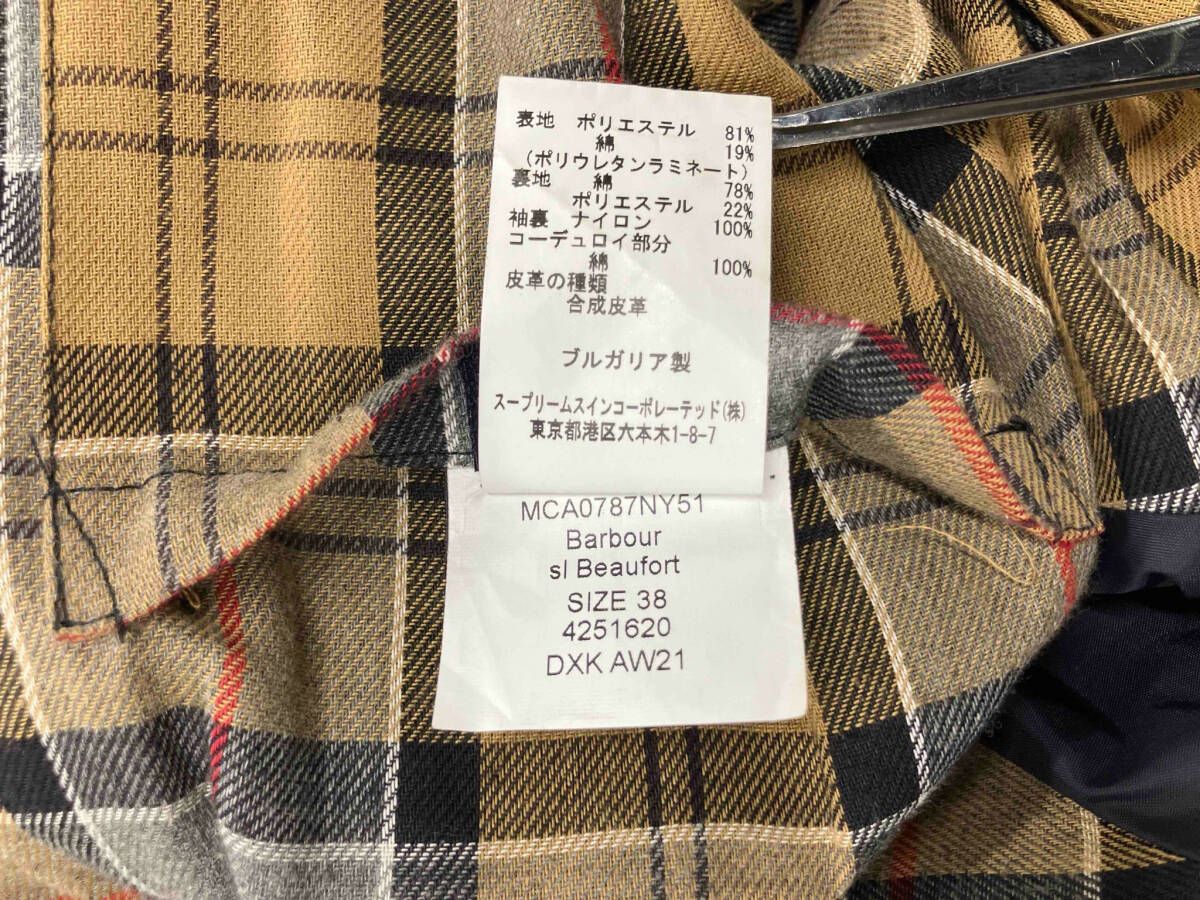 表地 ポリエステル 81%
綿 19%
(ポリウレタンラミネート)
裏地 綿 78%
ポリエステル 22%
袖裏 ナイロン 100%
コーデュロイ部分
綿 100%
皮革の種類
合成皮革
ブルガリア製
スープリームスインコーポレーテッド(株)
東京都港区六本木1-8-7
MCA0787NY51
Barbour
sl Beaufort
SIZE 38
4251620
DXK AW21